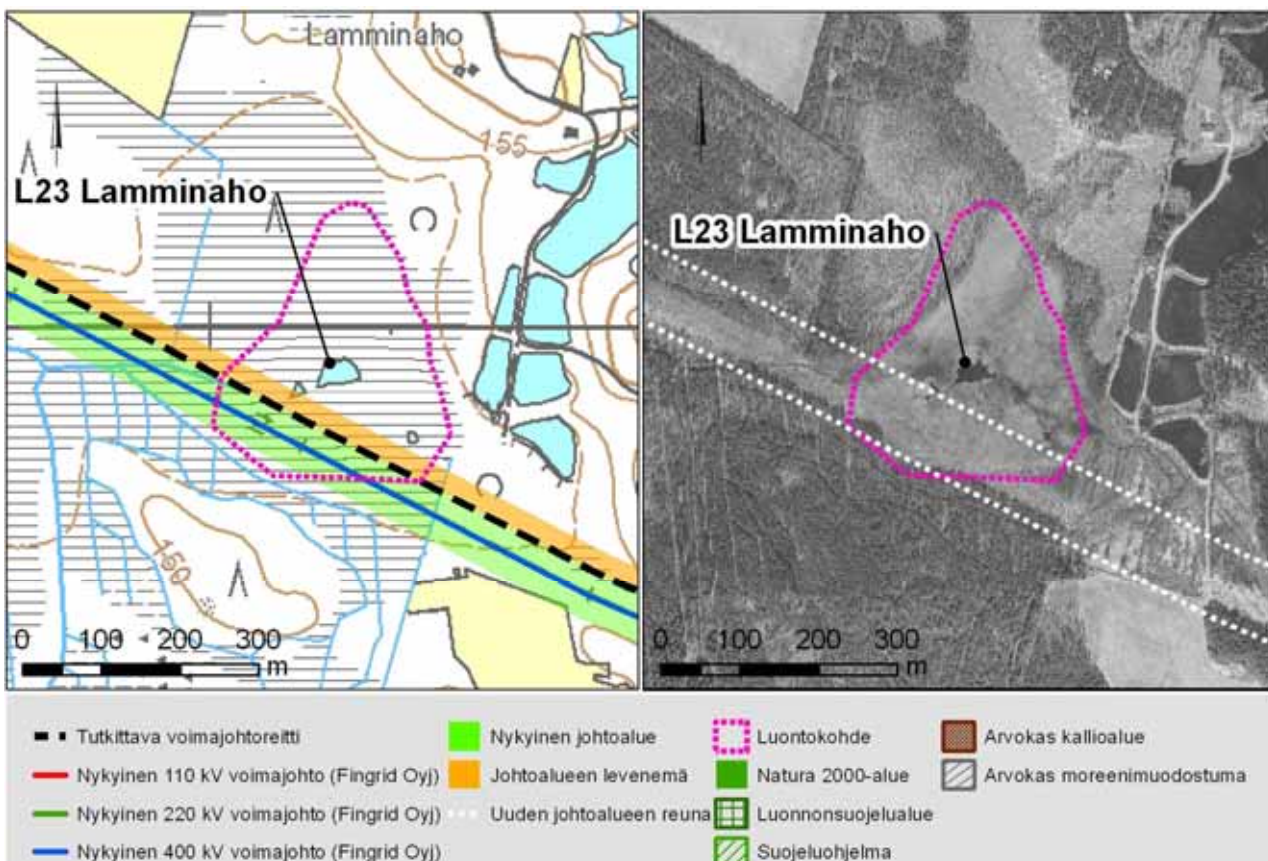 Lamminaho
155
L23 Lamminaho
150
0 100 200 300
m
L23 Lamminaho
0 100 200 300
m
Tutkittava voimajohtoreitti
Nykyinen 110 kV voimajohto (Fingrid Oyj)
Nykyinen 220 kV voimajohto (Fingrid Oyj)
Nykyinen 400 kV voimajohto (Fingrid Oyj)
Nykyinen johtoalue
Johtoalueen levenemä
Uuden johtoalueen reuna
Luontokohde
Natura 2000-alue
Luonnonsuojelualue
Suojeluohjelma
Arvokas kallioalue
Arvokas moreenimuodostuma